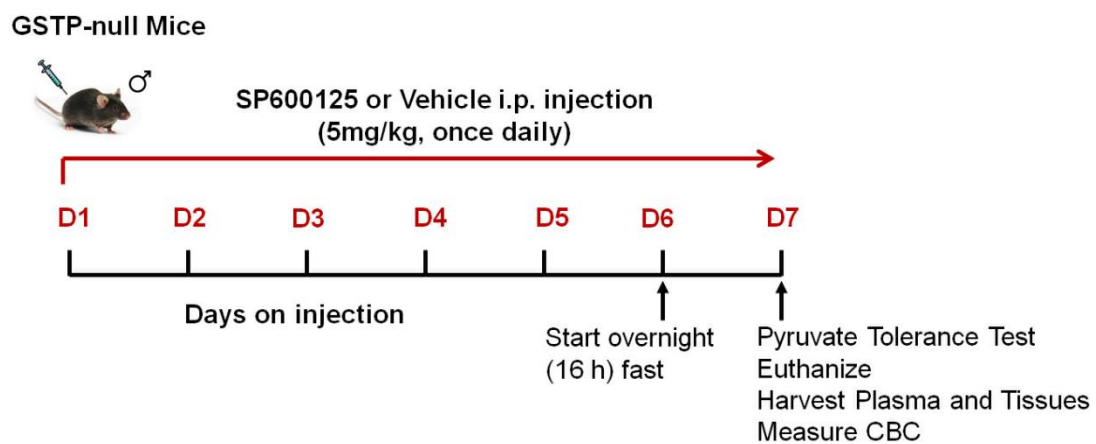 GSTP-null Mice
♂
SP600125 or Vehicle i.p. injection
(5mg/kg, once daily)
D1 D2 D3 D4 D5 D6 D7
Days on injection
Start overnight
(16 h) fast
Pyruvate Tolerance Test
Euthanize
Harvest Plasma and Tissues
Measure CBC